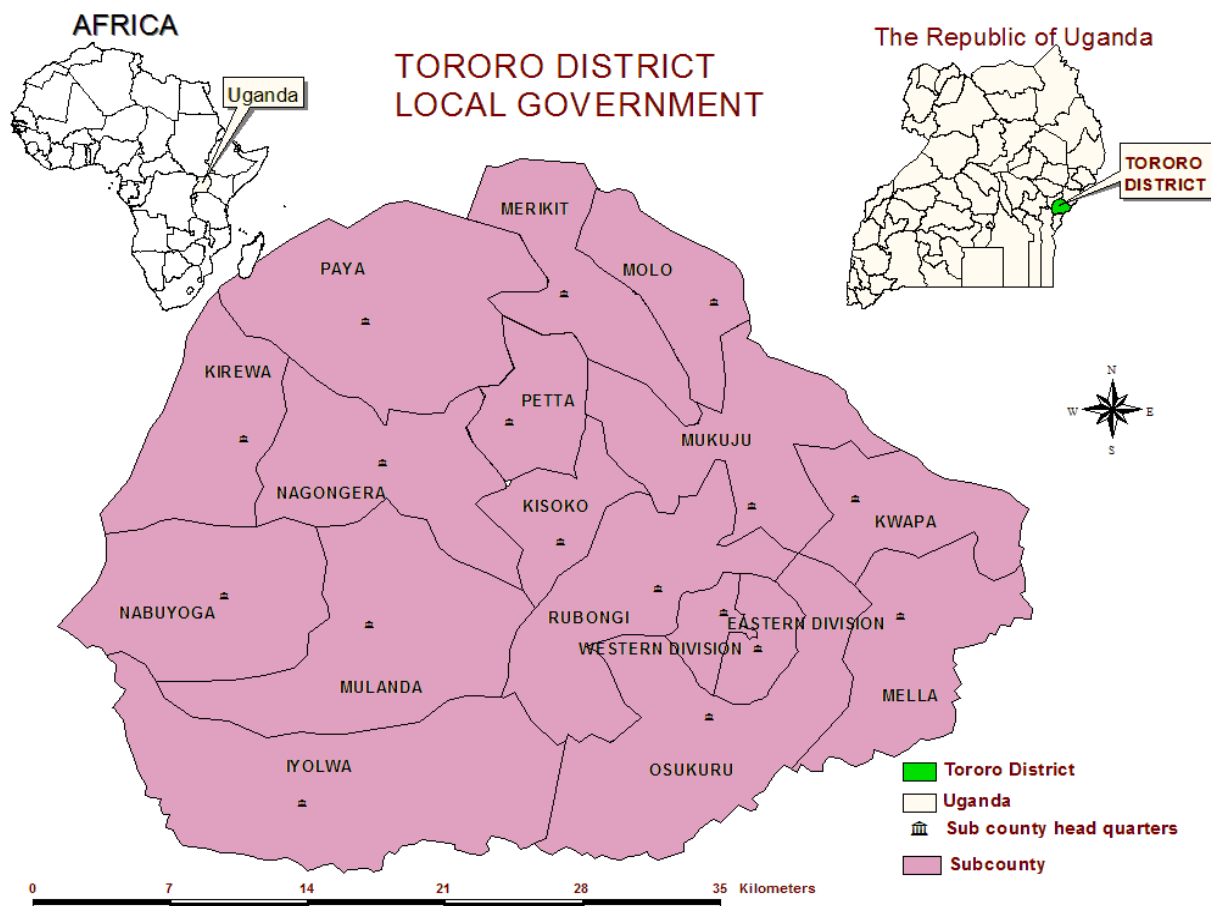 AFRICA
The Republic of Uganda
TORORO DISTRICT
LOCAL GOVERNMENT
Uganda
TORORO
DISTRICT
MERIKIT
PAYA
MOLO
KIREWA
PETTA
MUKUJU
NAGONGERA
KISOKO
KWAPA
NABUYOGA
RUBONGI
EASTERN DIVISION
WESTERN DIVISION
MULANDA
MELLA
IYOLWA
OSUKURU
N
W
E
S
Tororo District
Uganda
Sub county head quarters
Subcounty
0 7 14 21 28 35 Kilometers